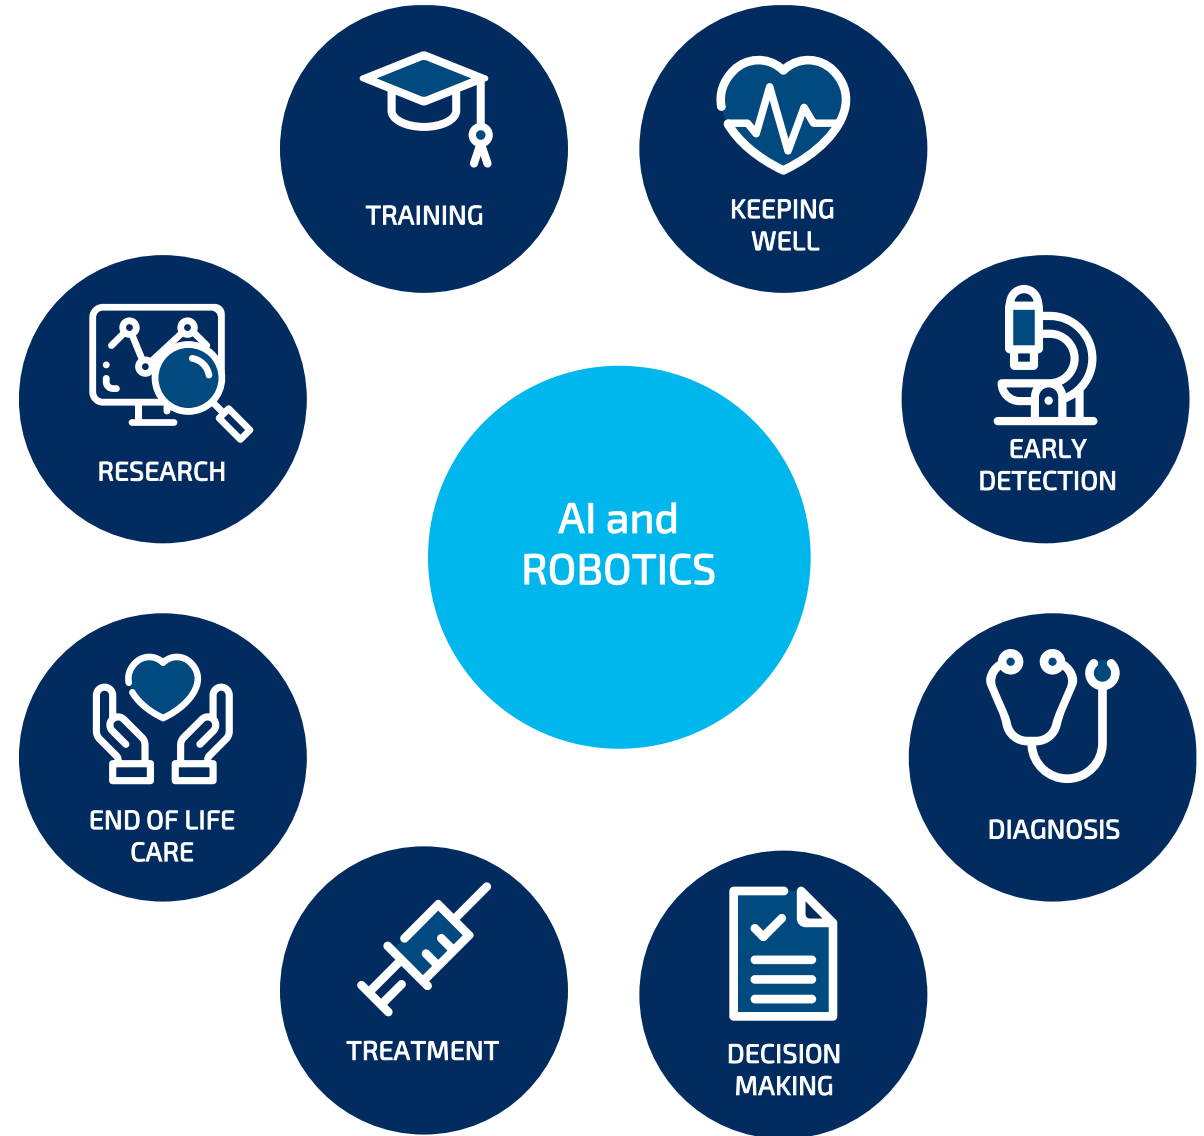 TRAINING
KEEPING
WELL
RESEARCH
EARLY
DETECTION
AI and
ROBOTICS
END OF LIFE
CARE
DIAGNOSIS
TREATMENT
DECISION
MAKING